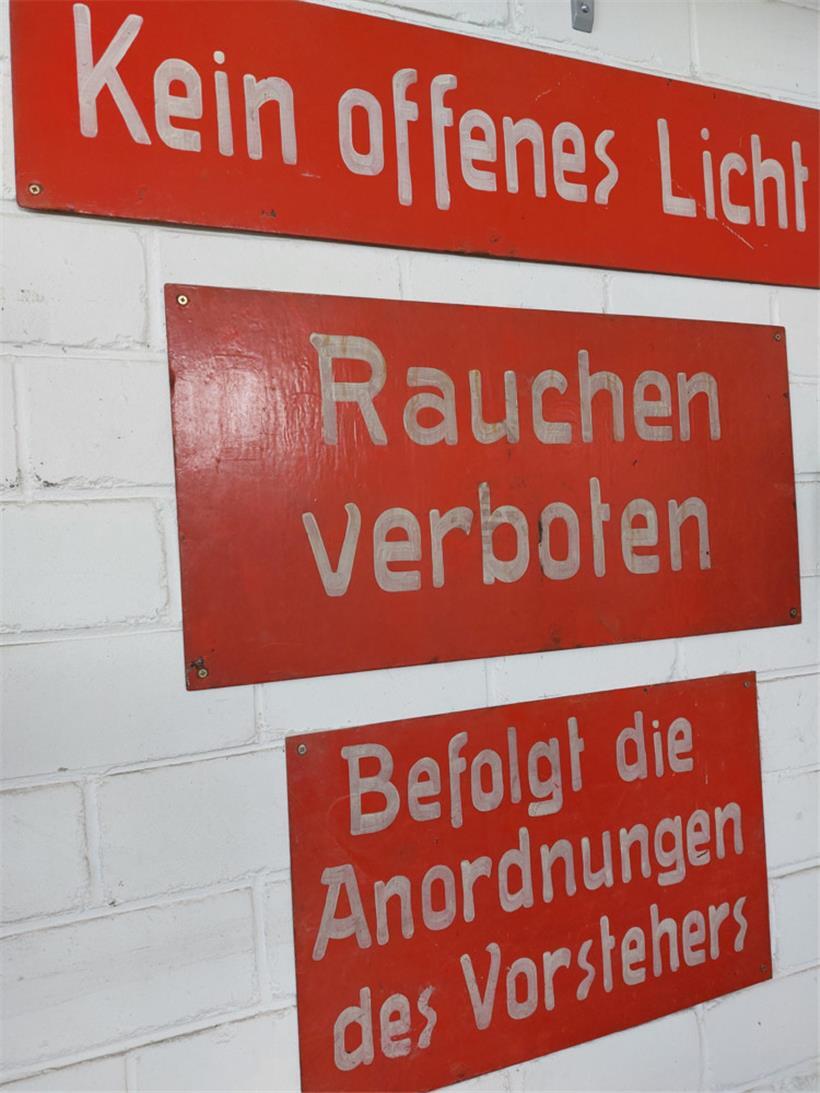 Kein offenes Licht
Rauchen
verboten
Befolgt die
Anordnungen
des Vorstehers